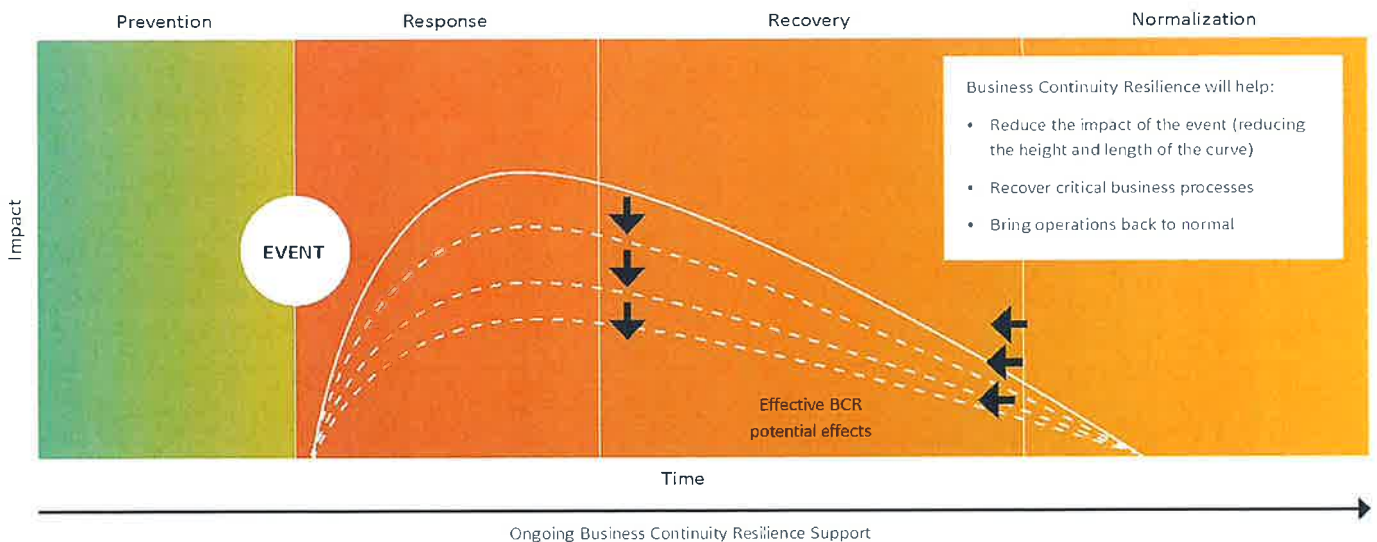 Prevention
Response
Recovery
Normalization
Impact
EVENT
Business Continuity Resilience will help:
• Reduce the impact of the event (reducing
the height and length of the curve)
• Recover critical business processes
• Bring operations back to normal
Effective BCR
potential effects
Time
Ongoing Business Continuity Resilience Support